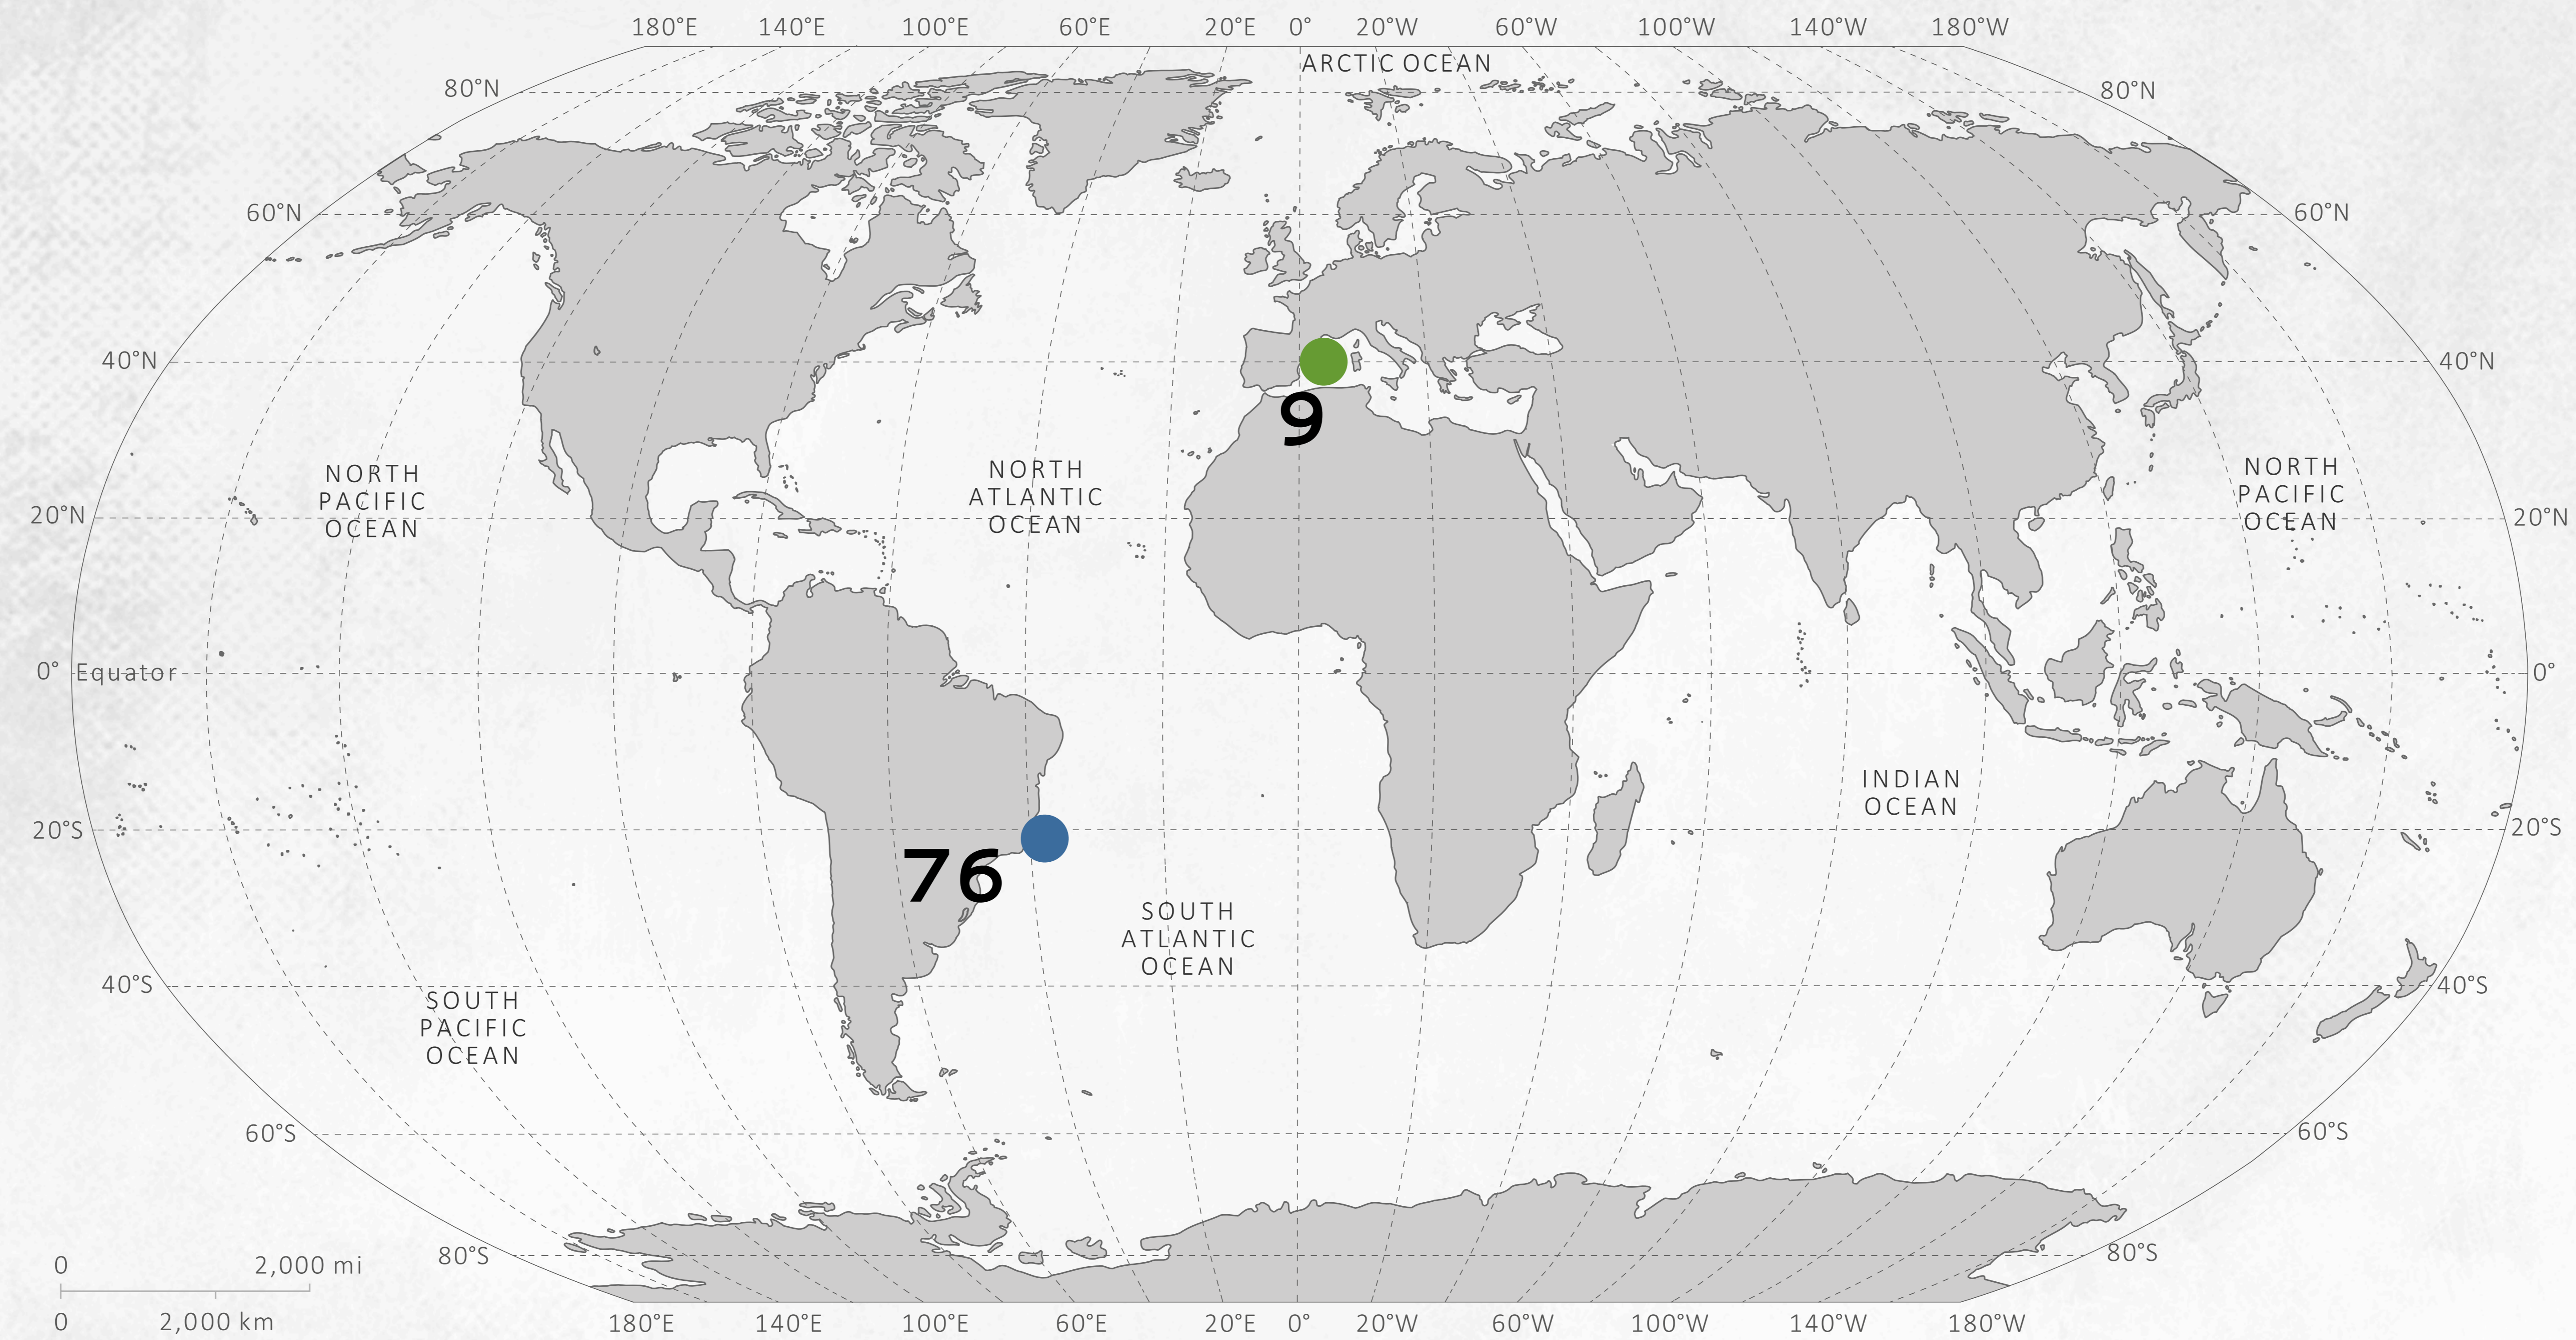 180°E 140°E 100°E 60°E 20°E 0° 20°W 60°W 100°W 140°W 180°W
ARCTIC OCEAN
80°N 80°N
60°N 60°N
40°N 40°N
9
NORTH
PACIFIC
OCEAN
NORTH
ATLANTIC
OCEAN
NORTH
PACIFIC
OCEAN
20°N 20°N
0° Equator 0°
INDIAN
OCEAN
20°S 20°S
76
SOUTH
ATLANTIC
OCEAN
40°S 40°S
SOUTH
PACIFIC
OCEAN
60°S 60°S
80°S 80°S
0 2,000 mi
0 2,000 km
180°E 140°E 100°E 60°E 20°E 0° 20°W 60°W 100°W 140°W 180°W